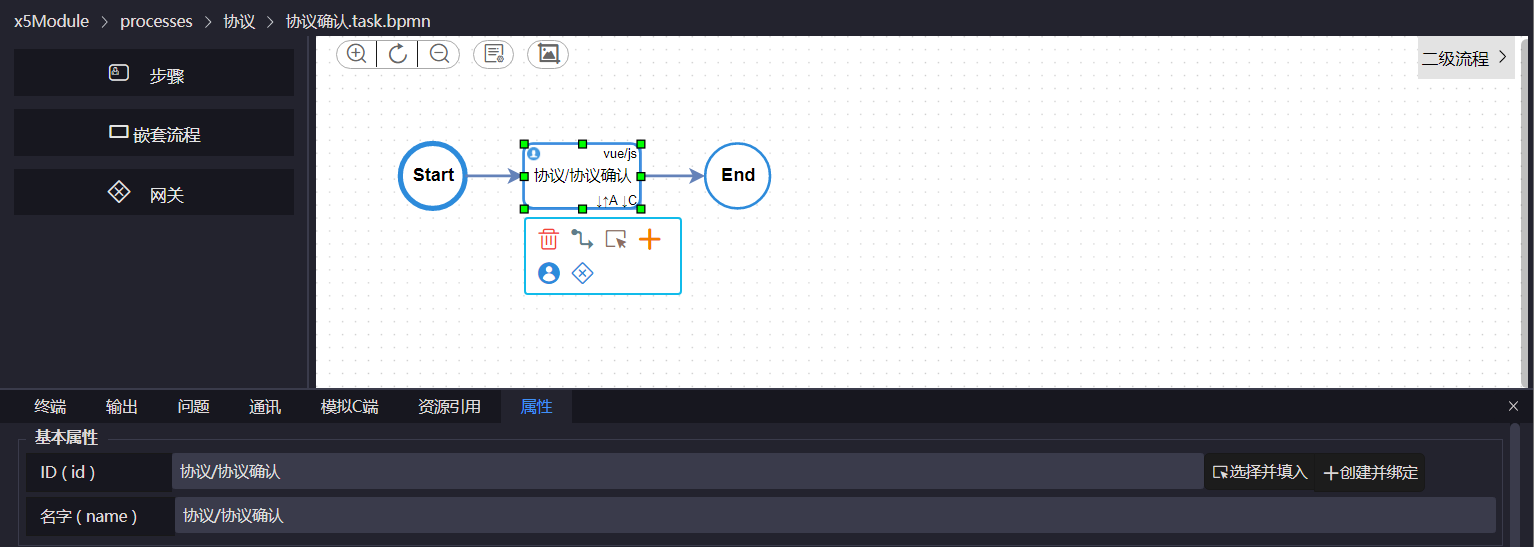 x5Module > processes > 协议 > 协议确认.task.bpmn
步骤
嵌套流程
网关
二级流程 >
Start
vue/js
协议/协议确认
↓↑A ↓C
End
终端 输出 问题 通讯 模拟C端 资源引用 属性
基本属性
ID ( id ) 协议/协议确认 选择并填入 创建并绑定
名字 ( name ) 协议/协议确认